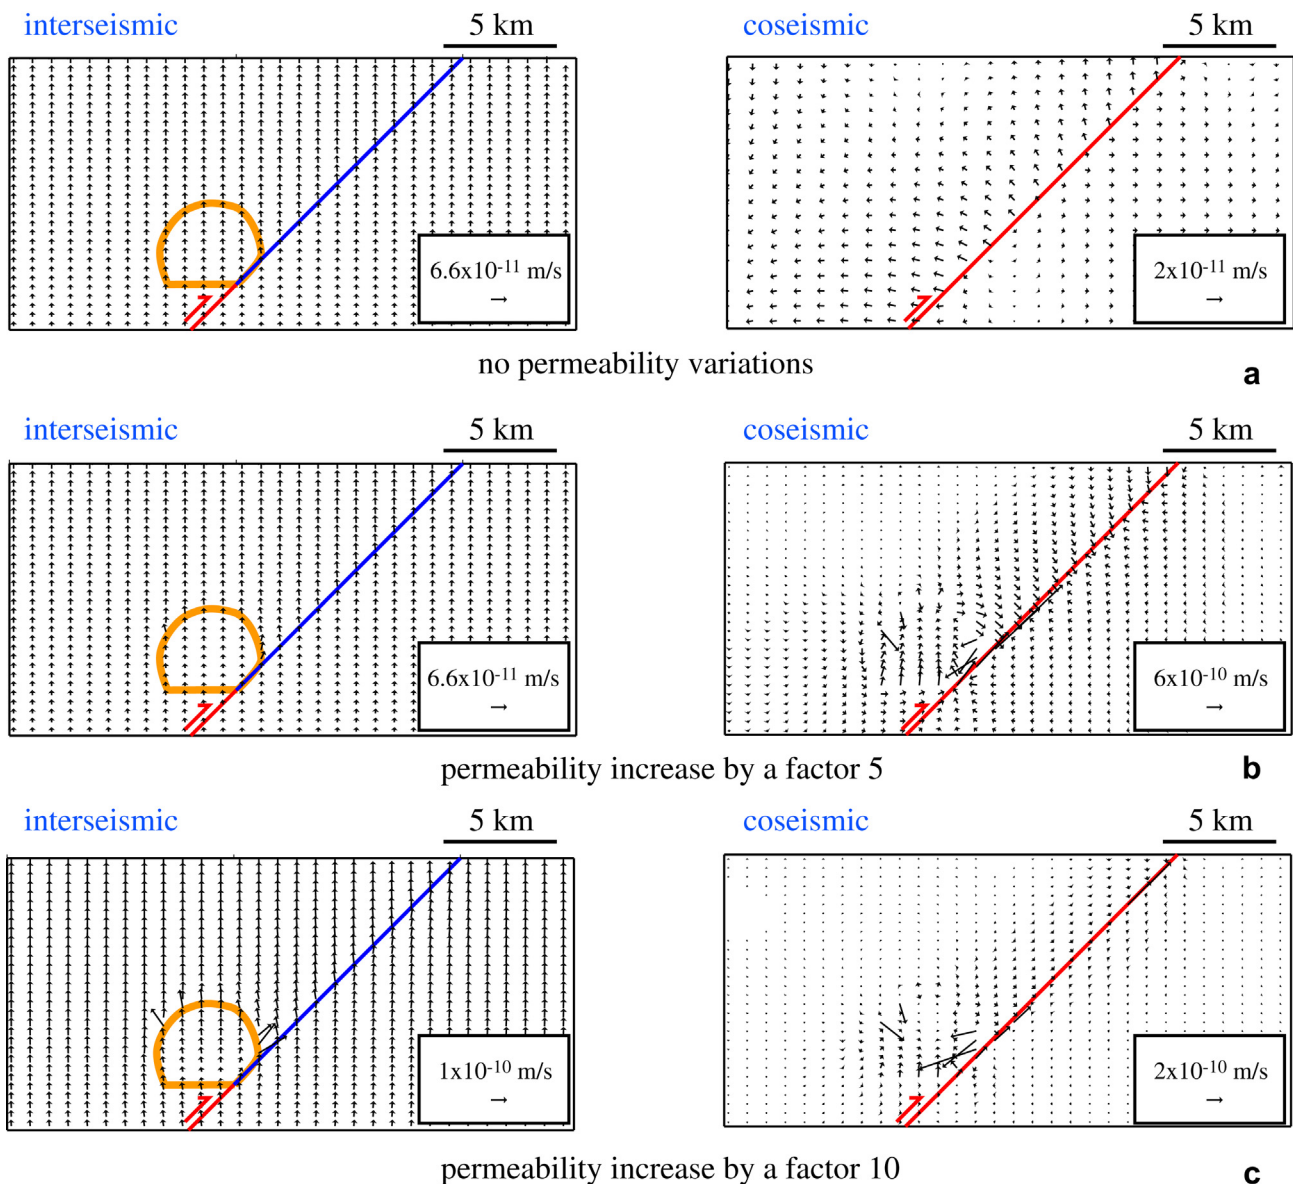 interseismic
5 km
coseismic
5 km
6.6x10⁻¹¹ m/s
2x10⁻¹¹ m/s
no permeability variations
a
interseismic
5 km
coseismic
5 km
6.6x10⁻¹¹ m/s
6x10⁻¹⁰ m/s
permeability increase by a factor 5
b
interseismic
5 km
coseismic
5 km
1x10⁻¹⁰ m/s
2x10⁻¹⁰ m/s
permeability increase by a factor 10
c